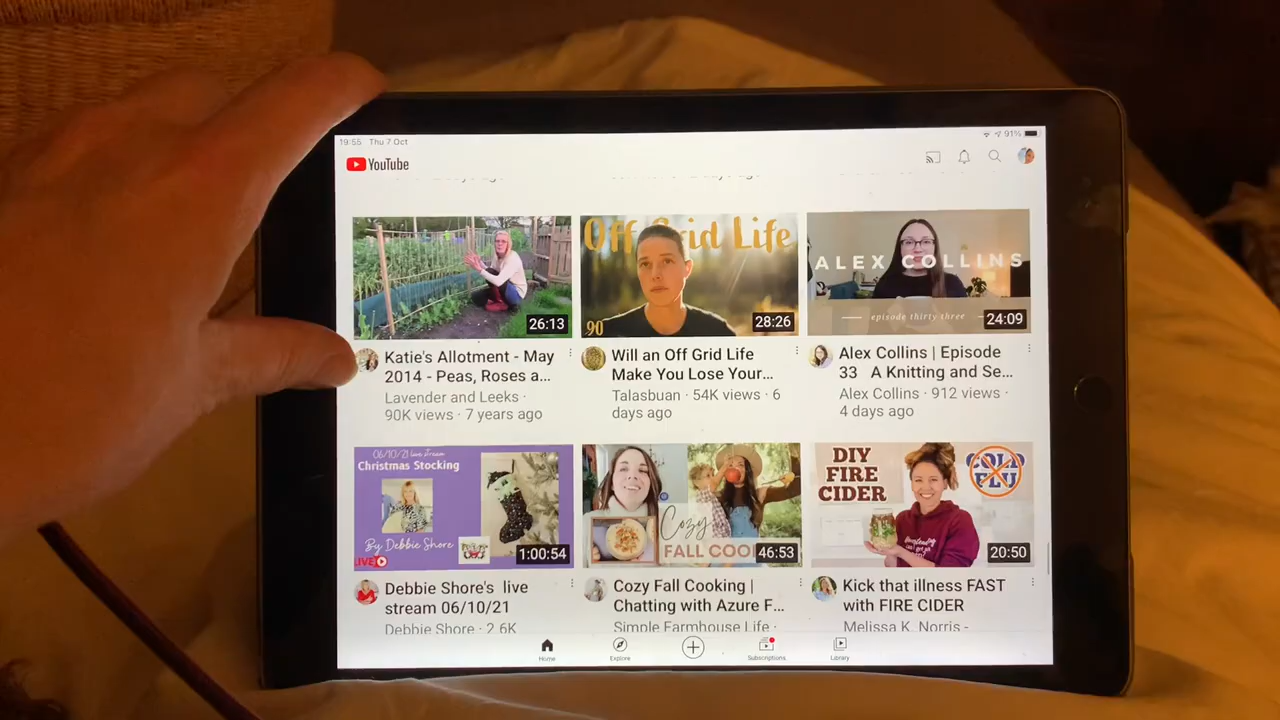 19:55 Thu 7 Oct
91%
YouTube
26:13
Off Grid Life
90
28:26
ALEX COLLINS
episode thirty three
24:09
Katie's Allotment - May
2014 - Peas, Roses a...
Lavender and Leeks ·
90K views · 7 years ago
Will an Off Grid Life
Make You Lose Your...
Talasbuan · 54K views · 6
days ago
Alex Collins | Episode
33 A Knitting and Se...
Alex Collins · 912 views ·
4 days ago
06/10/21 live stream
Christmas Stocking
By Debbie Shore
LIVE
1:00:54
Cozy
FALL COO
46:53
DIY
FIRE
CIDER
COLD
FLU
20:50
Debbie Shore's live
stream 06/10/21
Debbie Shore · 2.6K
Cozy Fall Cooking |
Chatting with Azure F...
Simple Farmhouse Life ·
Kick that illness FAST
with FIRE CIDER
Melissa K. Norris -
Home
Explore
Subscriptions
Library